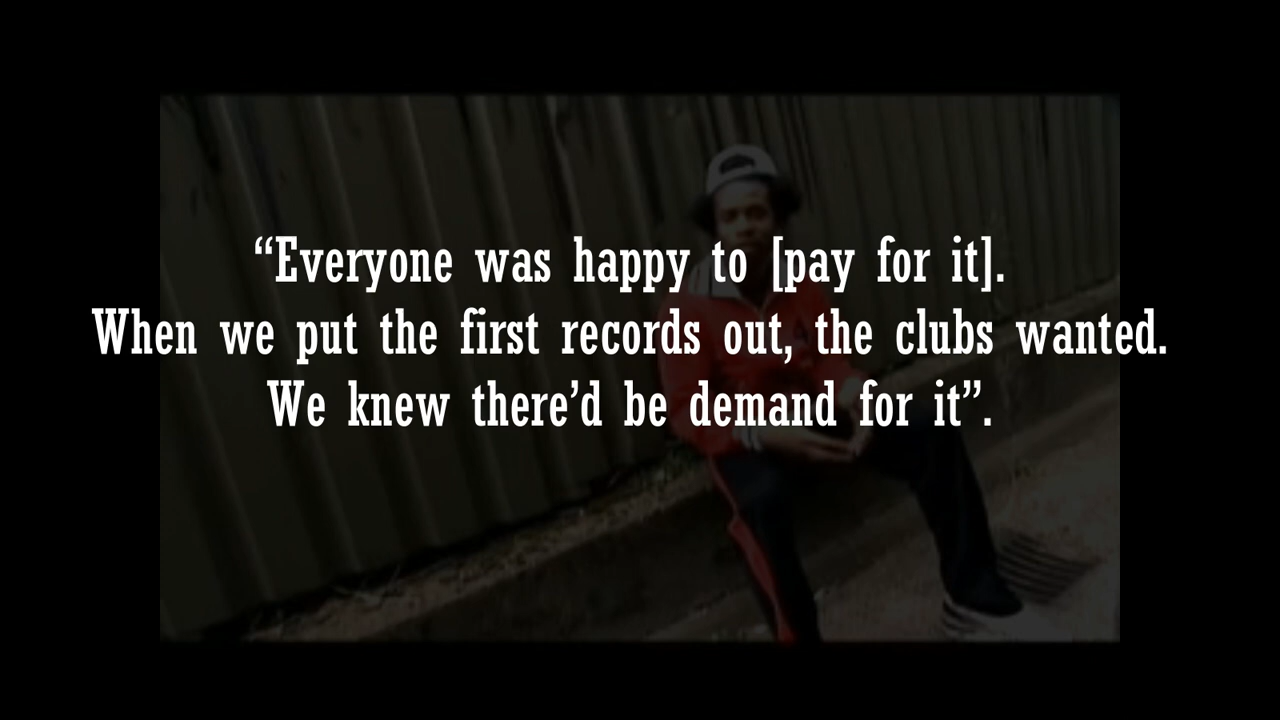 “Everyone was happy to [pay for it].
When we put the first records out, the clubs wanted.
We knew there’d be demand for it”.